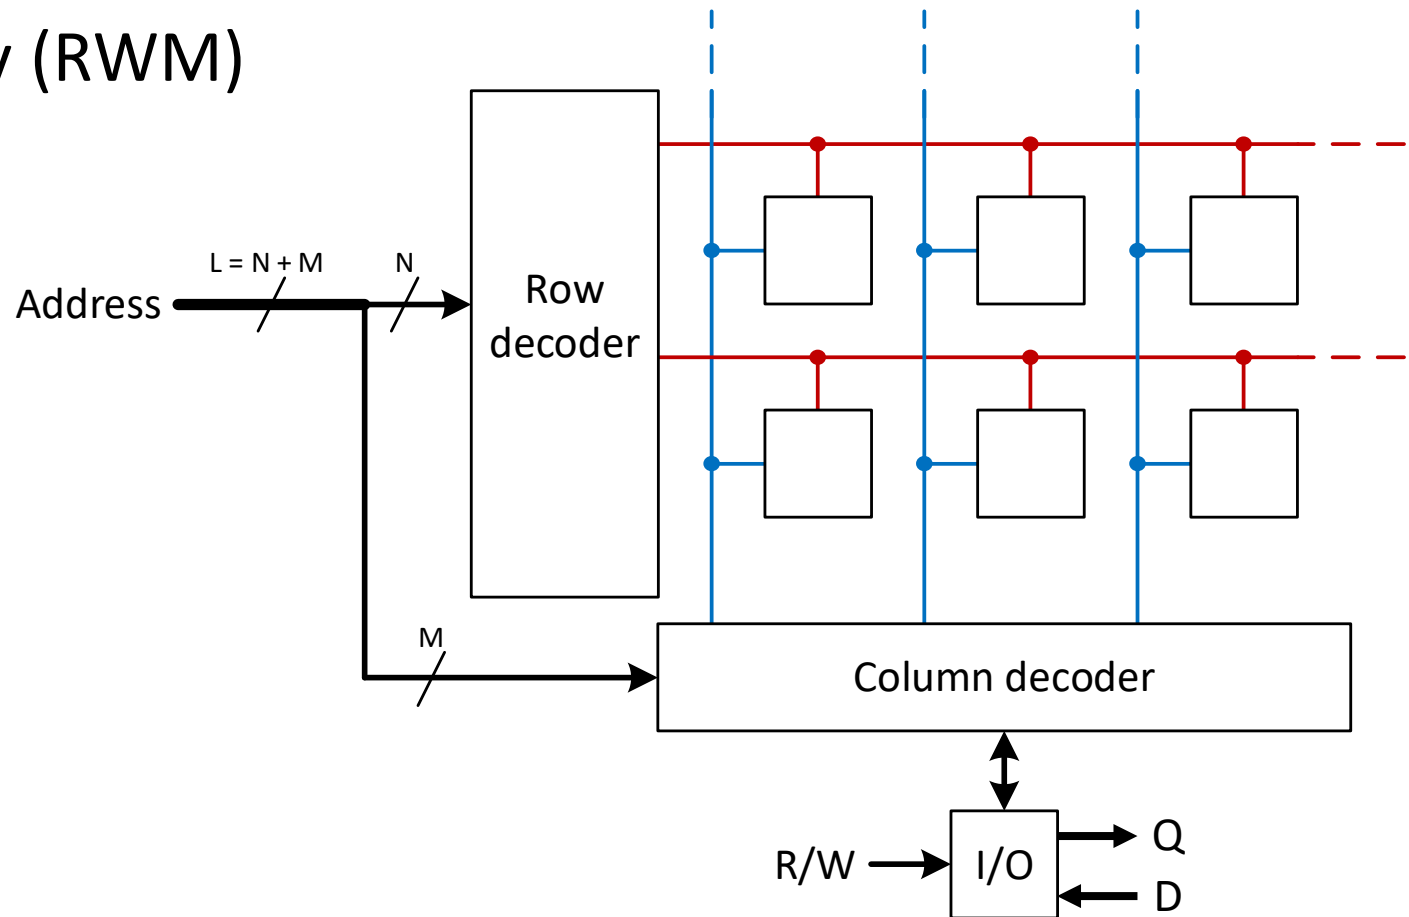 y (RWM)
L = N + M
N
Address
Row
decoder
M
Column decoder
R/W
I/O
Q
D